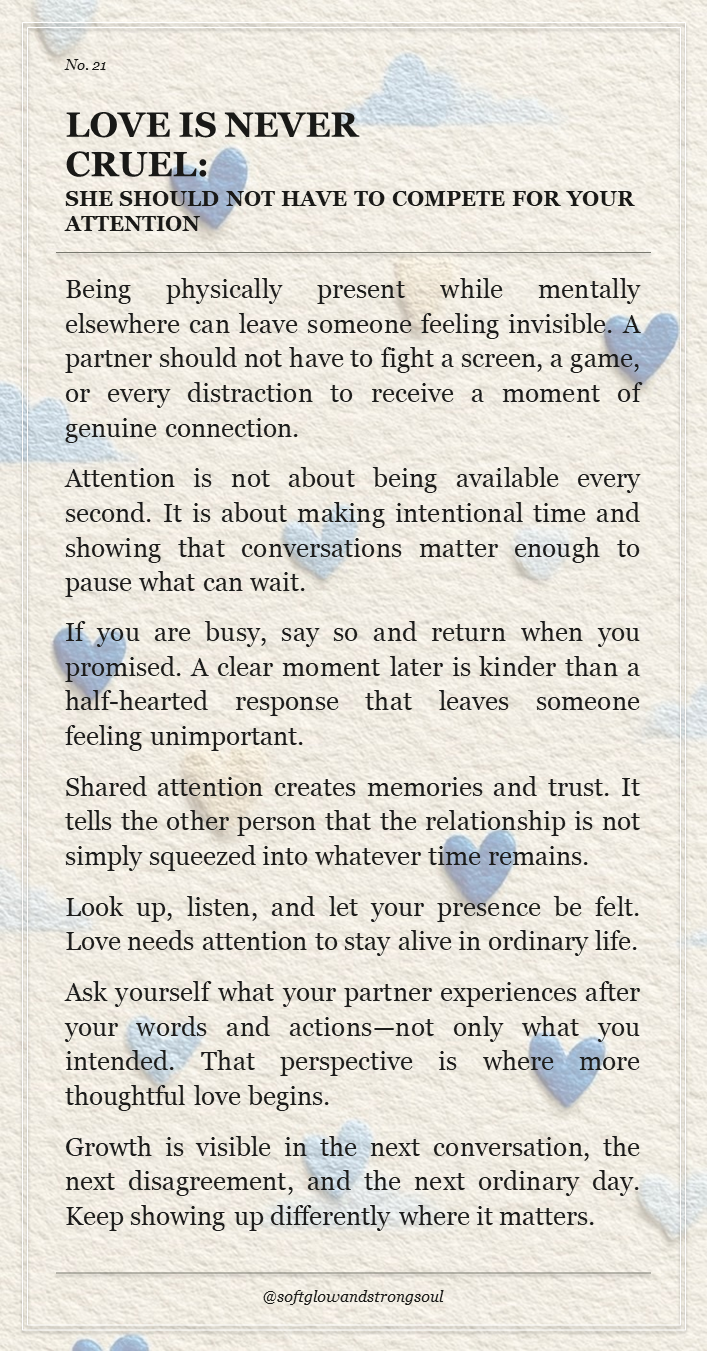 No. 21
LOVE IS NEVER
CRUEL:
SHE SHOULD NOT HAVE TO COMPETE FOR YOUR
ATTENTION
Being physically present while mentally
elsewhere can leave someone feeling invisible. A
partner should not have to fight a screen, a game,
or every distraction to receive a moment of
genuine connection.
Attention is not about being available every
second. It is about making intentional time and
showing that conversations matter enough to
pause what can wait.
If you are busy, say so and return when you
promised. A clear moment later is kinder than a
half-hearted response that leaves someone
feeling unimportant.
Shared attention creates memories and trust. It
tells the other person that the relationship is not
simply squeezed into whatever time remains.
Look up, listen, and let your presence be felt.
Love needs attention to stay alive in ordinary life.
Ask yourself what your partner experiences after
your words and actions—not only what you
intended. That perspective is where more
thoughtful love begins.
Growth is visible in the next conversation, the
next disagreement, and the next ordinary day.
Keep showing up differently where it matters.
@softglowandstrongsoul